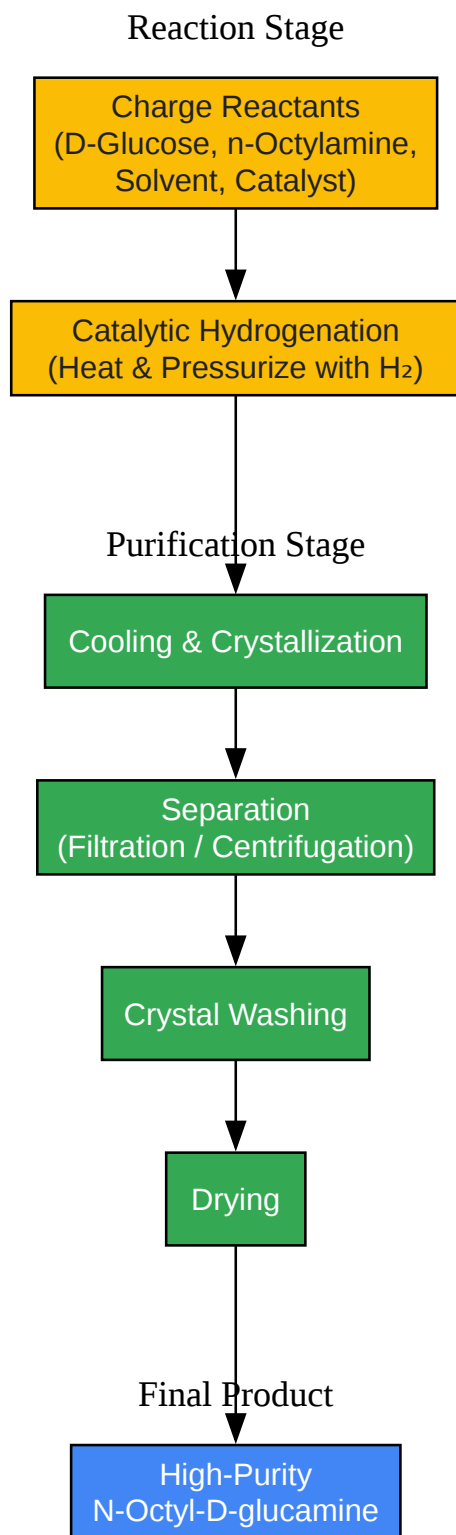 Reaction Stage
Charge Reactants
(D-Glucose, n-Octylamine,
Solvent, Catalyst)
Catalytic Hydrogenation
(Heat & Pressurize with H₂)
Purification Stage
Cooling & Crystallization
Separation
(Filtration / Centrifugation)
Crystal Washing
Drying
Final Product
High-Purity
N-Octyl-D-glucamine